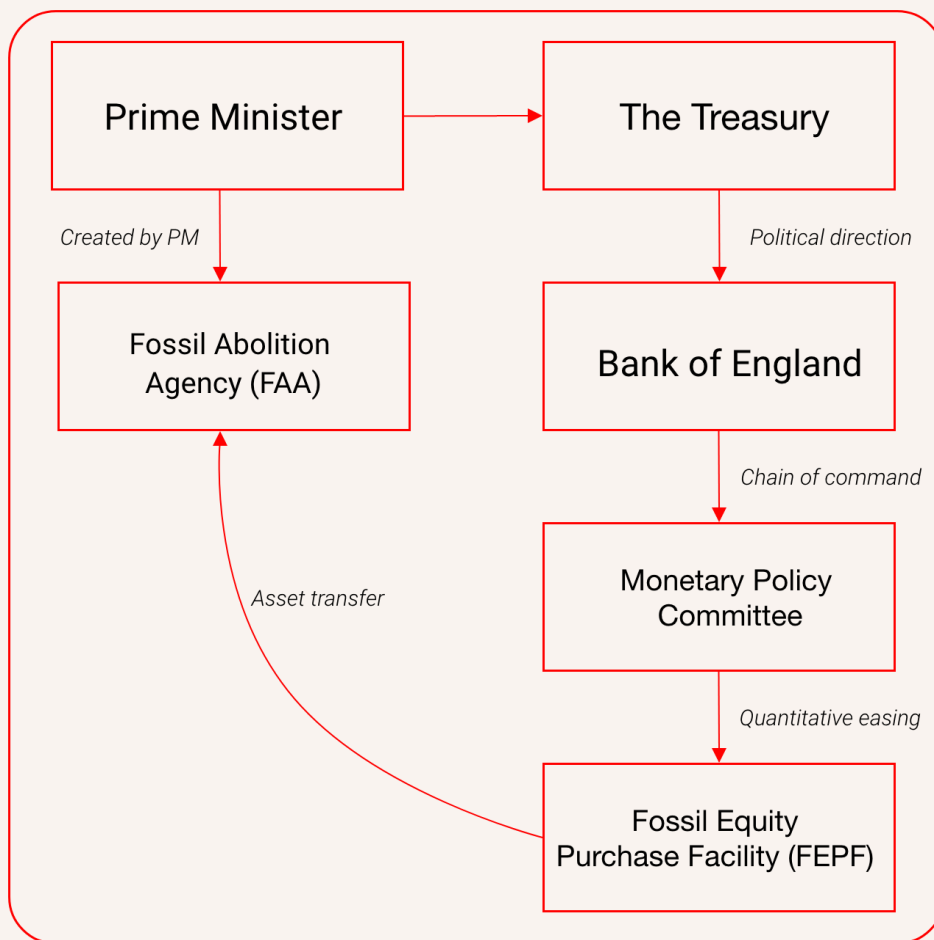 Prime Minister
The Treasury
Created by PM
Political direction
Fossil Abolition
Agency (FAA)
Bank of England
Chain of command
Monetary Policy
Committee
Asset transfer
Quantitative easing
Fossil Equity
Purchase Facility (FEPF)